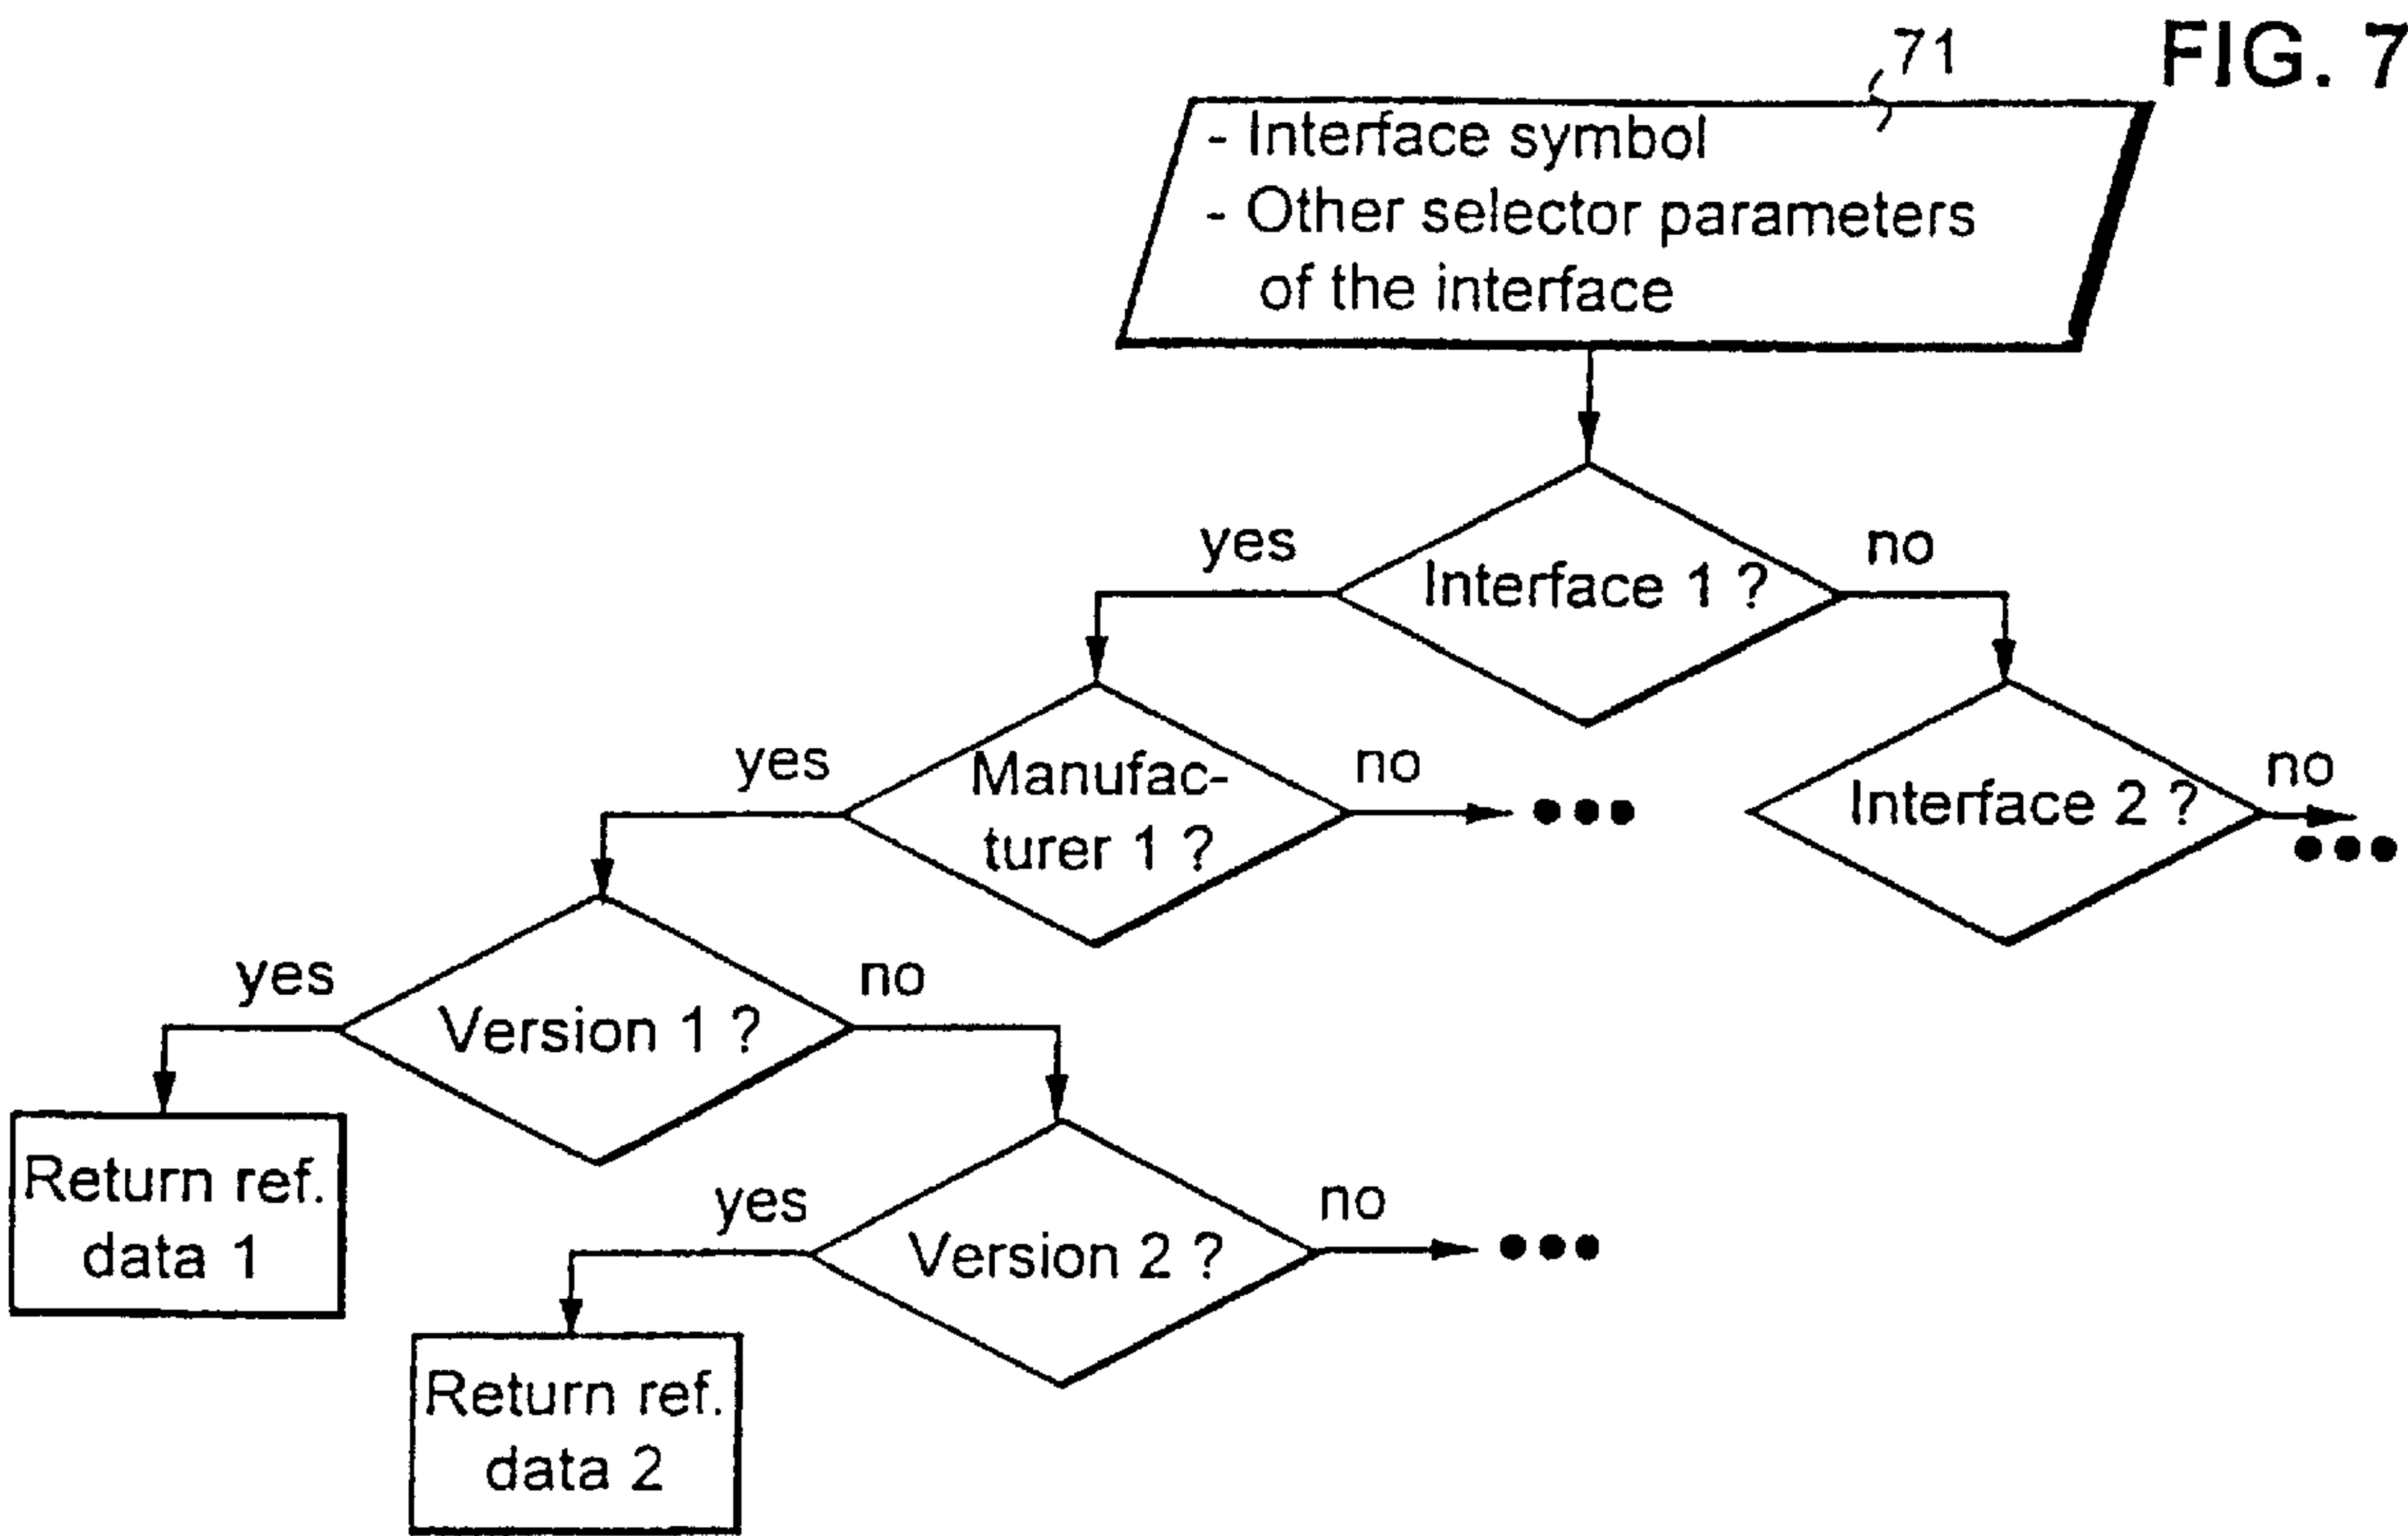 FIG. 7
71
- Interface symbol
- Other selector parameters
of the interface
yes
Interface 1 ?
no
yes
Manufac-
turer 1 ?
no
Interface 2 ?
no
yes
Version 1 ?
no
Return ref.
data 1
yes
Version 2 ?
no
Return ref.
data 2